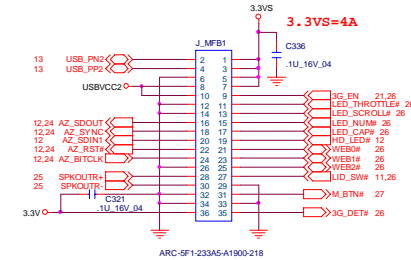 3.3VS
3.3VS=4A
J_MFB1
C336
.1U_16V_04
13 USB_PN2 2 1
13 USB_PP2 4 3
6 5
USBVCC2 8 7
10 9 3G_EN 21,26
12 11 LED_THROTTLE# 26
14 13 LED_SCROLL# 26
12,24 AZ_SDOUT 16 15 LED_NUM# 26
12,24 AZ_SYNC 18 17 LED_CAP# 26
12 AZ_SDIN1 20 19 HD_LED# 12
12,24 AZ_RST# 22 21 WEB0# 26
12,24 AZ_BITCLK 24 23 WEB1# 26
26 25 WEB2# 26
25 SPKOUTR+ 28 27 LID_SW# 11,26
25 SPKOUTR- 30 29
C321 32 31 M_BTN# 27
.1U_16V_04 34 33
3.3V 36 35 3G_DET# 26
ARC-5F1-233A5-A1900-218